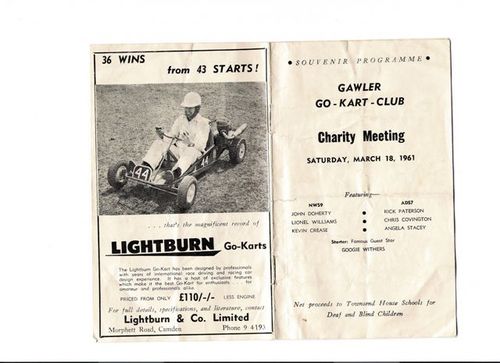 36 WINS
from 43 STARTS!
44
44
. . . that's the magnificent record of
LIGHTBURN Go-Karts
The Lightburn Go-Kart has been designed by professionals
with years of international race driving and racing car
design experience. It has a host of exclusive features
which make it the best Go-Kart for enthusiasts . . . for
amateur and professionals alike.
PRICED FROM ONLY £110/-/- LESS ENGINE
For full details, specifications, and literature, contact
Lightburn & Co. Limited
Morphett Road, Camden Phone 9 4193
• SOUVENIR PROGRAMME •
GAWLER
GO-KART-CLUB
Charity Meeting
SATURDAY, MARCH 18, 1961
Featuring—
NWS9 ADS7
JOHN DOHERTY • RICK PATERSON
LIONEL WILLIAMS • CHRIS COVINGTON
KEVIN CREASE • ANGELA STACEY
Starter: Famous Guest Star
GOOGIE WITHERS
Net proceeds to Townsend House Schools for
Deaf and Blind Children